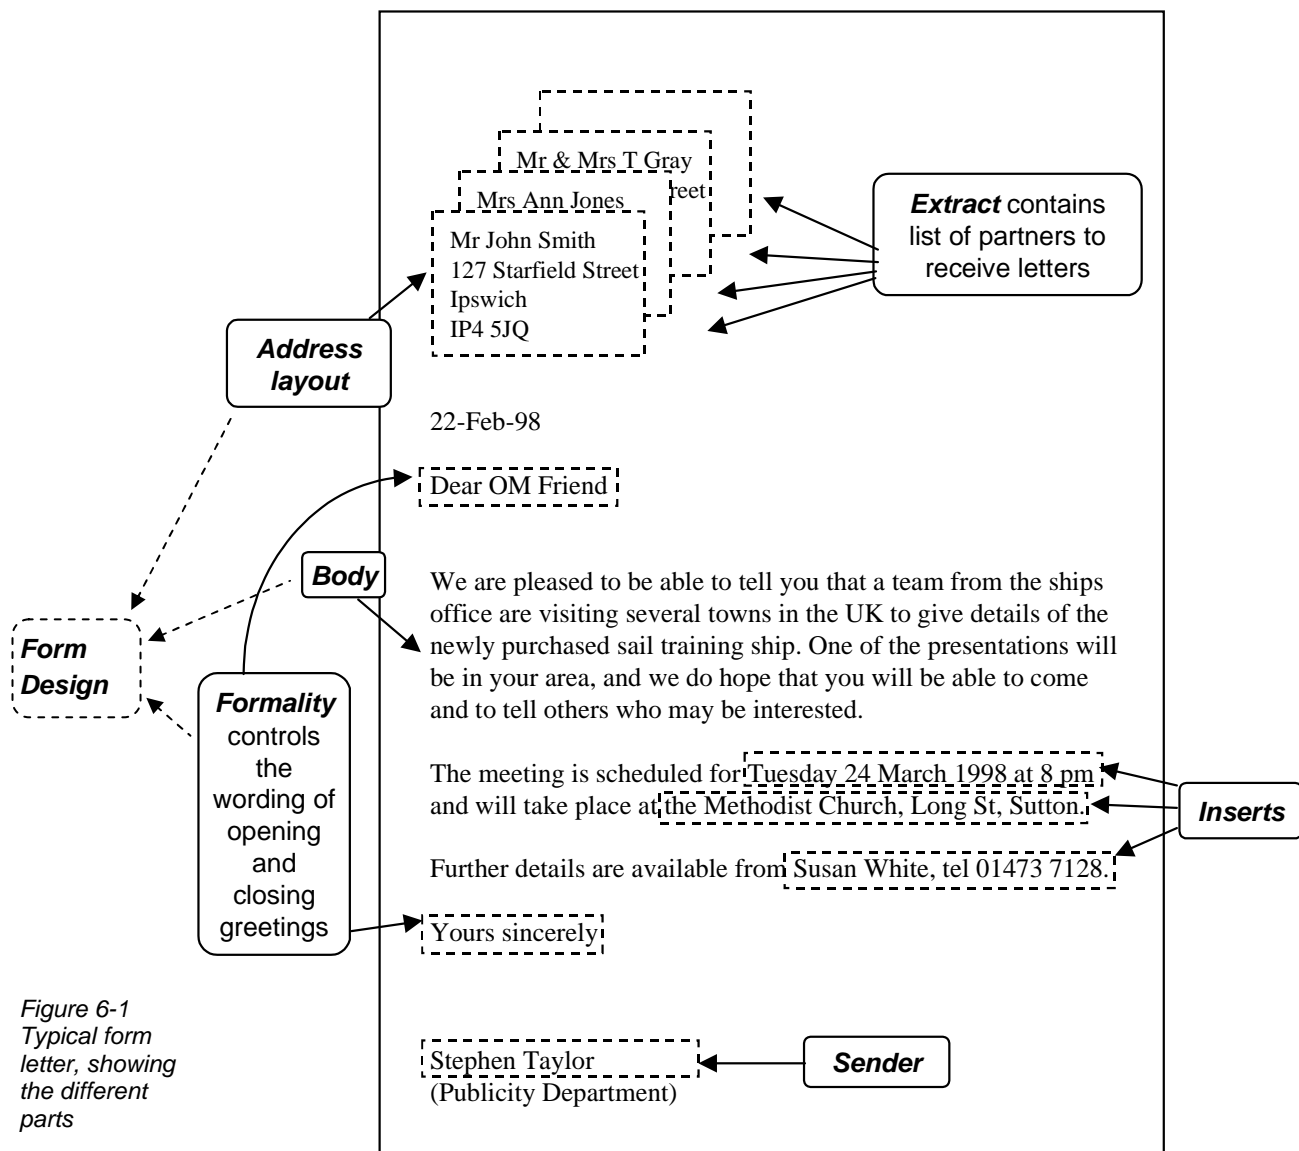 Mr & Mrs T Gray
reet
Mrs Ann Jones
Mr John Smith
127 Starfield Street
Ipswich
IP4 5JQ
Extract contains
list of partners to
receive letters
Address
layout
22-Feb-98
Dear OM Friend
Body
We are pleased to be able to tell you that a team from the ships
office are visiting several towns in the UK to give details of the
newly purchased sail training ship. One of the presentations will
be in your area, and we do hope that you will be able to come
and to tell others who may be interested.
Form
Design
Formality
controls
the
wording of
opening
and
closing
greetings
The meeting is scheduled for Tuesday 24 March 1998 at 8 pm
and will take place at the Methodist Church, Long St, Sutton.
Inserts
Further details are available from Susan White, tel 01473 7128.
Yours sincerely
Stephen Taylor
(Publicity Department)
Sender
Figure 6-1
Typical form
letter, showing
the different
parts